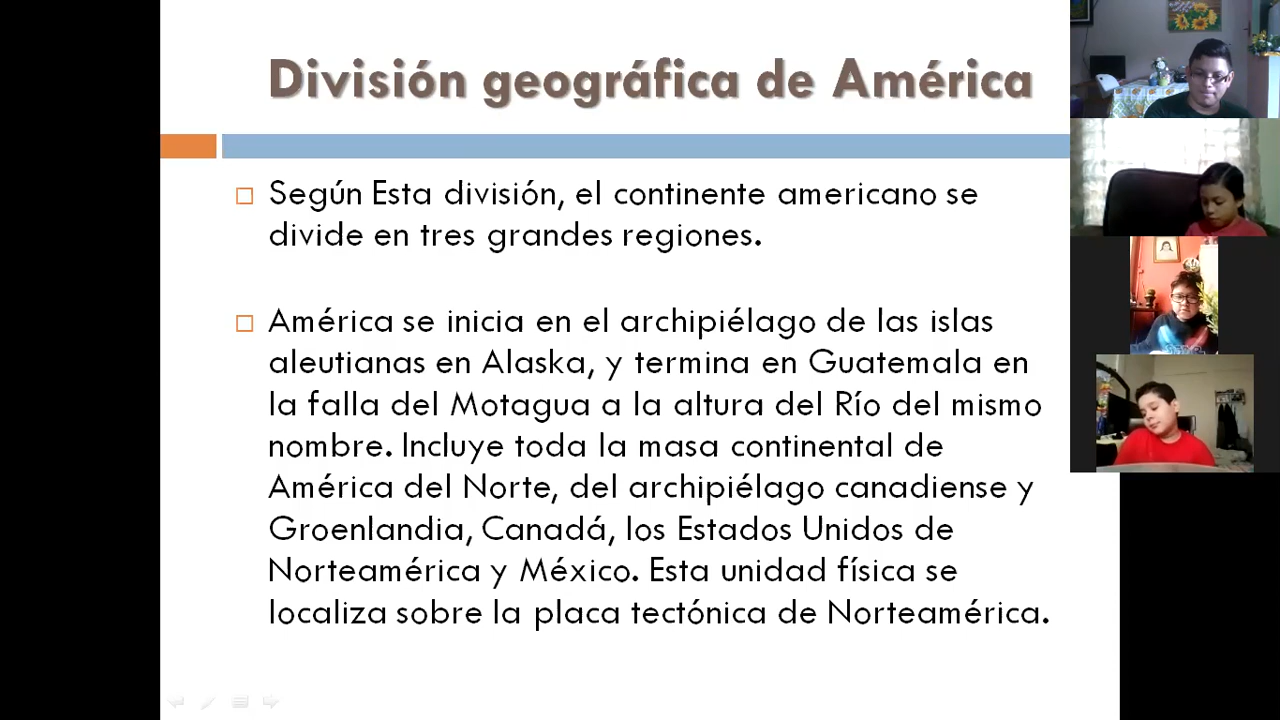 División geográfica de América
Según Esta división, el continente americano se
divide en tres grandes regiones.
América se inicia en el archipiélago de las islas
aleutianas en Alaska, y termina en Guatemala en
la falla del Motagua a la altura del Río del mismo
nombre. Incluye toda la masa continental de
América del Norte, del archipiélago canadiense y
Groenlandia, Canadá, los Estados Unidos de
Norteamérica y México. Esta unidad física se
localiza sobre la placa tectónica de Norteamérica.